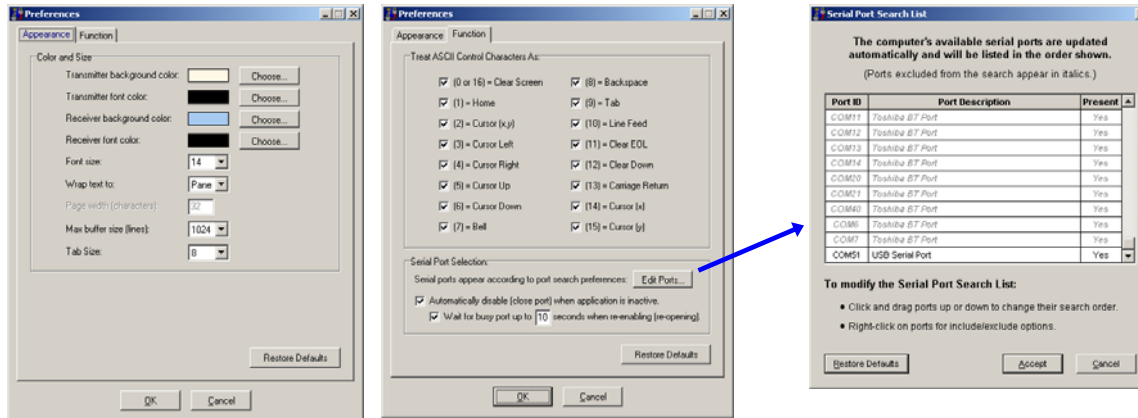 Preferences
Appearance Function
Color and Size
Transmitter background color: Choose...
Transmitter font color: Choose...
Receiver background color: Choose...
Receiver font color: Choose...
Font size: 14
Wrap text to: Pane
Page width (characters): 32
Max buffer size (lines): 1024
Tab Size: 8
Restore Defaults
OK Cancel
Preferences
Appearance Function
Treat ASCII Control Characters As:
(0 or 16) = Clear Screen (8) = Backspace
(1) = Home (9) = Tab
(2) = Cursor (x,y) (10) = Line Feed
(3) = Cursor Left (11) = Clear EOL
(4) = Cursor Right (12) = Clear Down
(5) = Cursor Up (13) = Carriage Return
(6) = Cursor Down (14) = Cursor (x)
(7) = Bell (15) = Cursor (y)
Serial Port Selection:
Serial ports appear according to port search preferences: Edit Ports...
Automatically disable (close port) when application is inactive.
Wait for busy port up to 10 seconds when re-enabling (re-opening).
Restore Defaults
OK Cancel
Serial Port Search List
The computer's available serial ports are updated
automatically and will be listed in the order shown.
(Ports excluded from the search appear in italics.)
Port ID Port Description Present
COM11 Toshiba BT Port Yes
COM12 Toshiba BT Port Yes
COM13 Toshiba BT Port Yes
COM14 Toshiba BT Port Yes
COM20 Toshiba BT Port Yes
COM21 Toshiba BT Port Yes
COM40 Toshiba BT Port Yes
COM6 Toshiba BT Port Yes
COM7 Toshiba BT Port Yes
COM51 USB Serial Port Yes
To modify the Serial Port Search List:
• Click and drag ports up or down to change their search order.
• Right-click on ports for include/exclude options.
Restore Defaults Accept Cancel